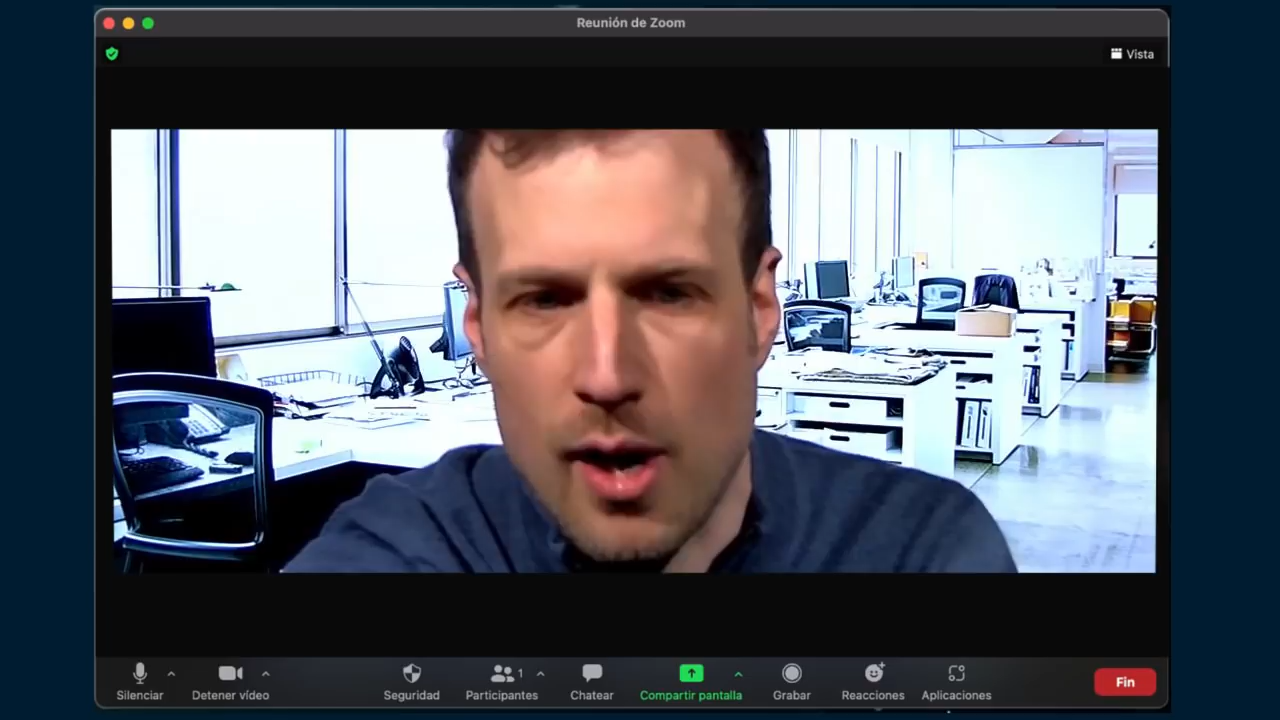 Reunión de Zoom
Vista
Silenciar
Detener vídeo
Seguridad
Participantes
1
Chatear
Compartir pantalla
Grabar
Reacciones
Aplicaciones
Fin